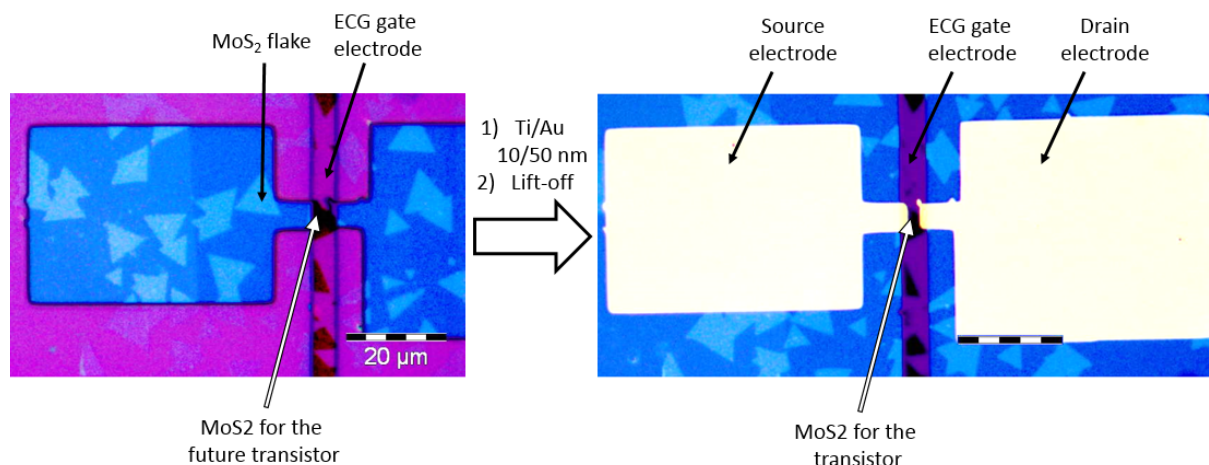 MoS₂ flake
ECG gate
electrode
1) Ti/Au
10/50 nm
2) Lift-off
20 µm
MoS2 for the
future transistor
Source
electrode
ECG gate
electrode
Drain
electrode
MoS2 for the
transistor